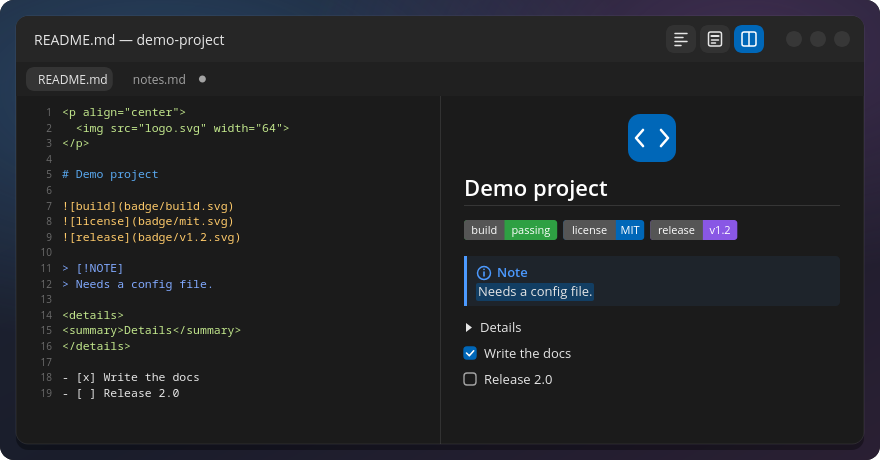 README.md — demo-project
README.md
notes.md
1 <p align="center">
2   <img src="logo.svg" width="64">
3 </p>
4
5 # Demo project
6
7 ![build](badge/build.svg)
8 ![license](badge/mit.svg)
9 ![release](badge/v1.2.svg)
10
11 > [!NOTE]
12 > Needs a config file.
13
14 <details>
15 <summary>Details</summary>
16 </details>
17
18 - [x] Write the docs
19 - [ ] Release 2.0
Demo project
build passing license MIT release v1.2
Note
Needs a config file.
Details
Write the docs
Release 2.0